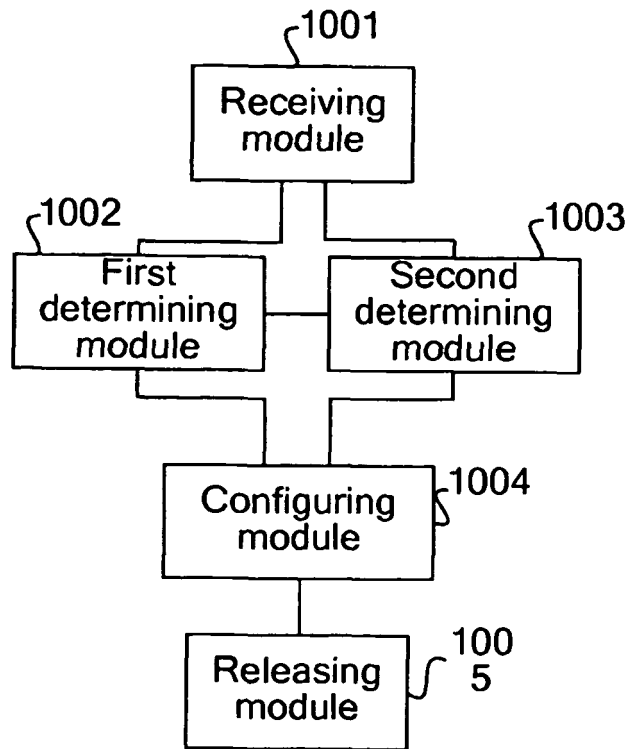 1001
Receiving
module
1002
1003
First
determining
module
Second
determining
module
1004
Configuring
module
100
5
Releasing
module